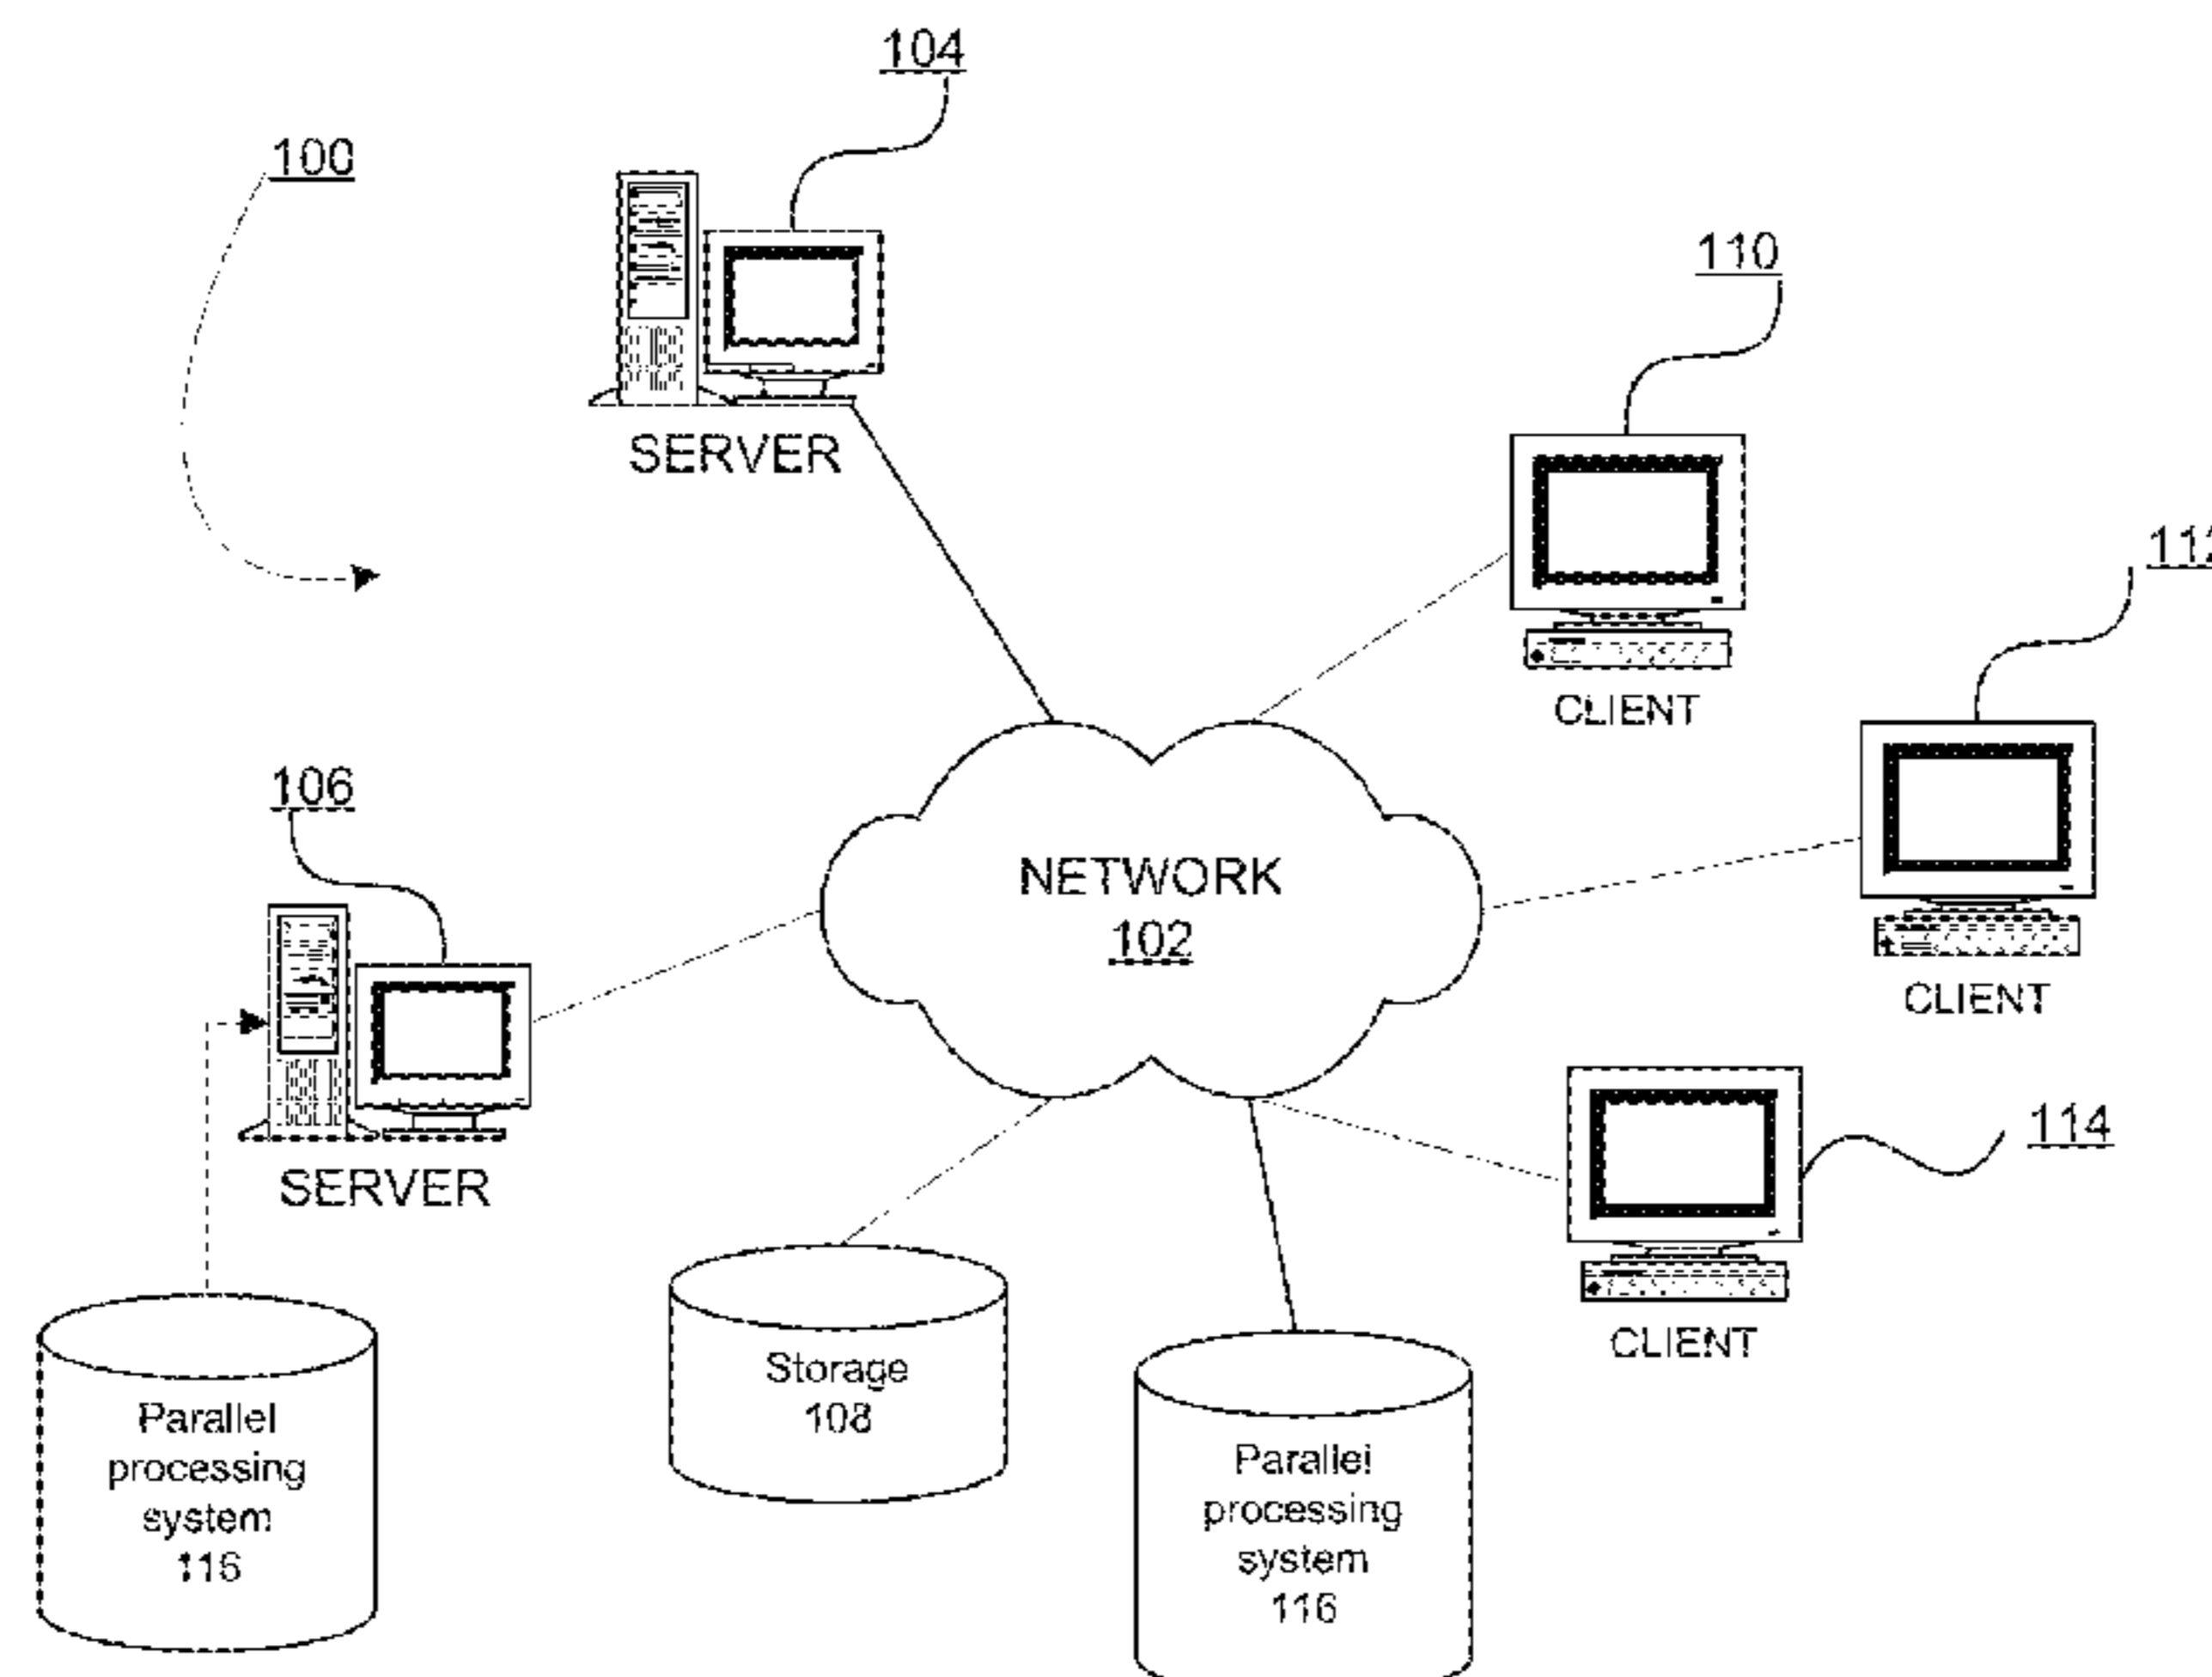 104
100
110
SERVER
112
CLIENT
106
NETWORK
102
CLIENT
114
SERVER
CLIENT
Storage
108
Parallel
processing
system
116
Parallel
processing
system
116